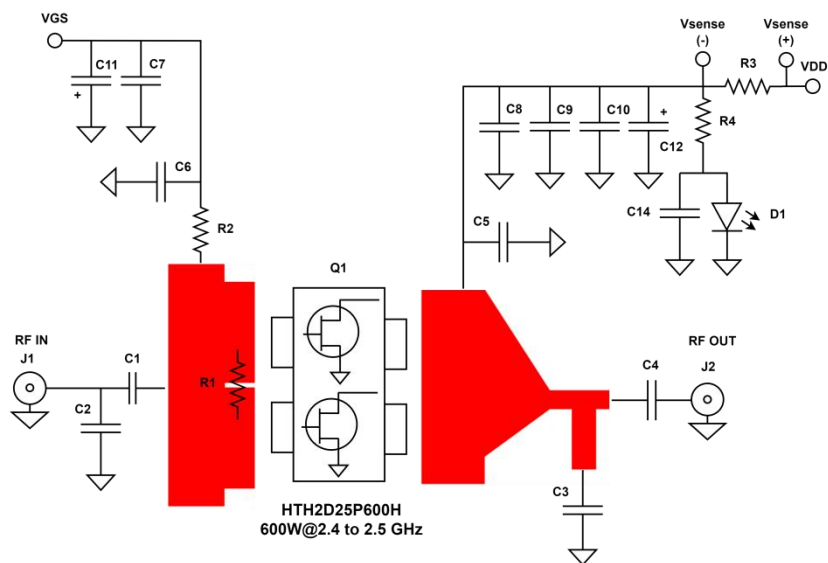 VGS
Vsense
(-)
Vsense
(+)
R3
VDD
C11
C7
+
C8
C9
C10
+
C12
R4
C6
C14
D1
R2
C5
Q1
RF IN
J1
C1
C2
R1
RF OUT
C4
J2
C3
HTH2D25P600H
600W@2.4 to 2.5 GHz